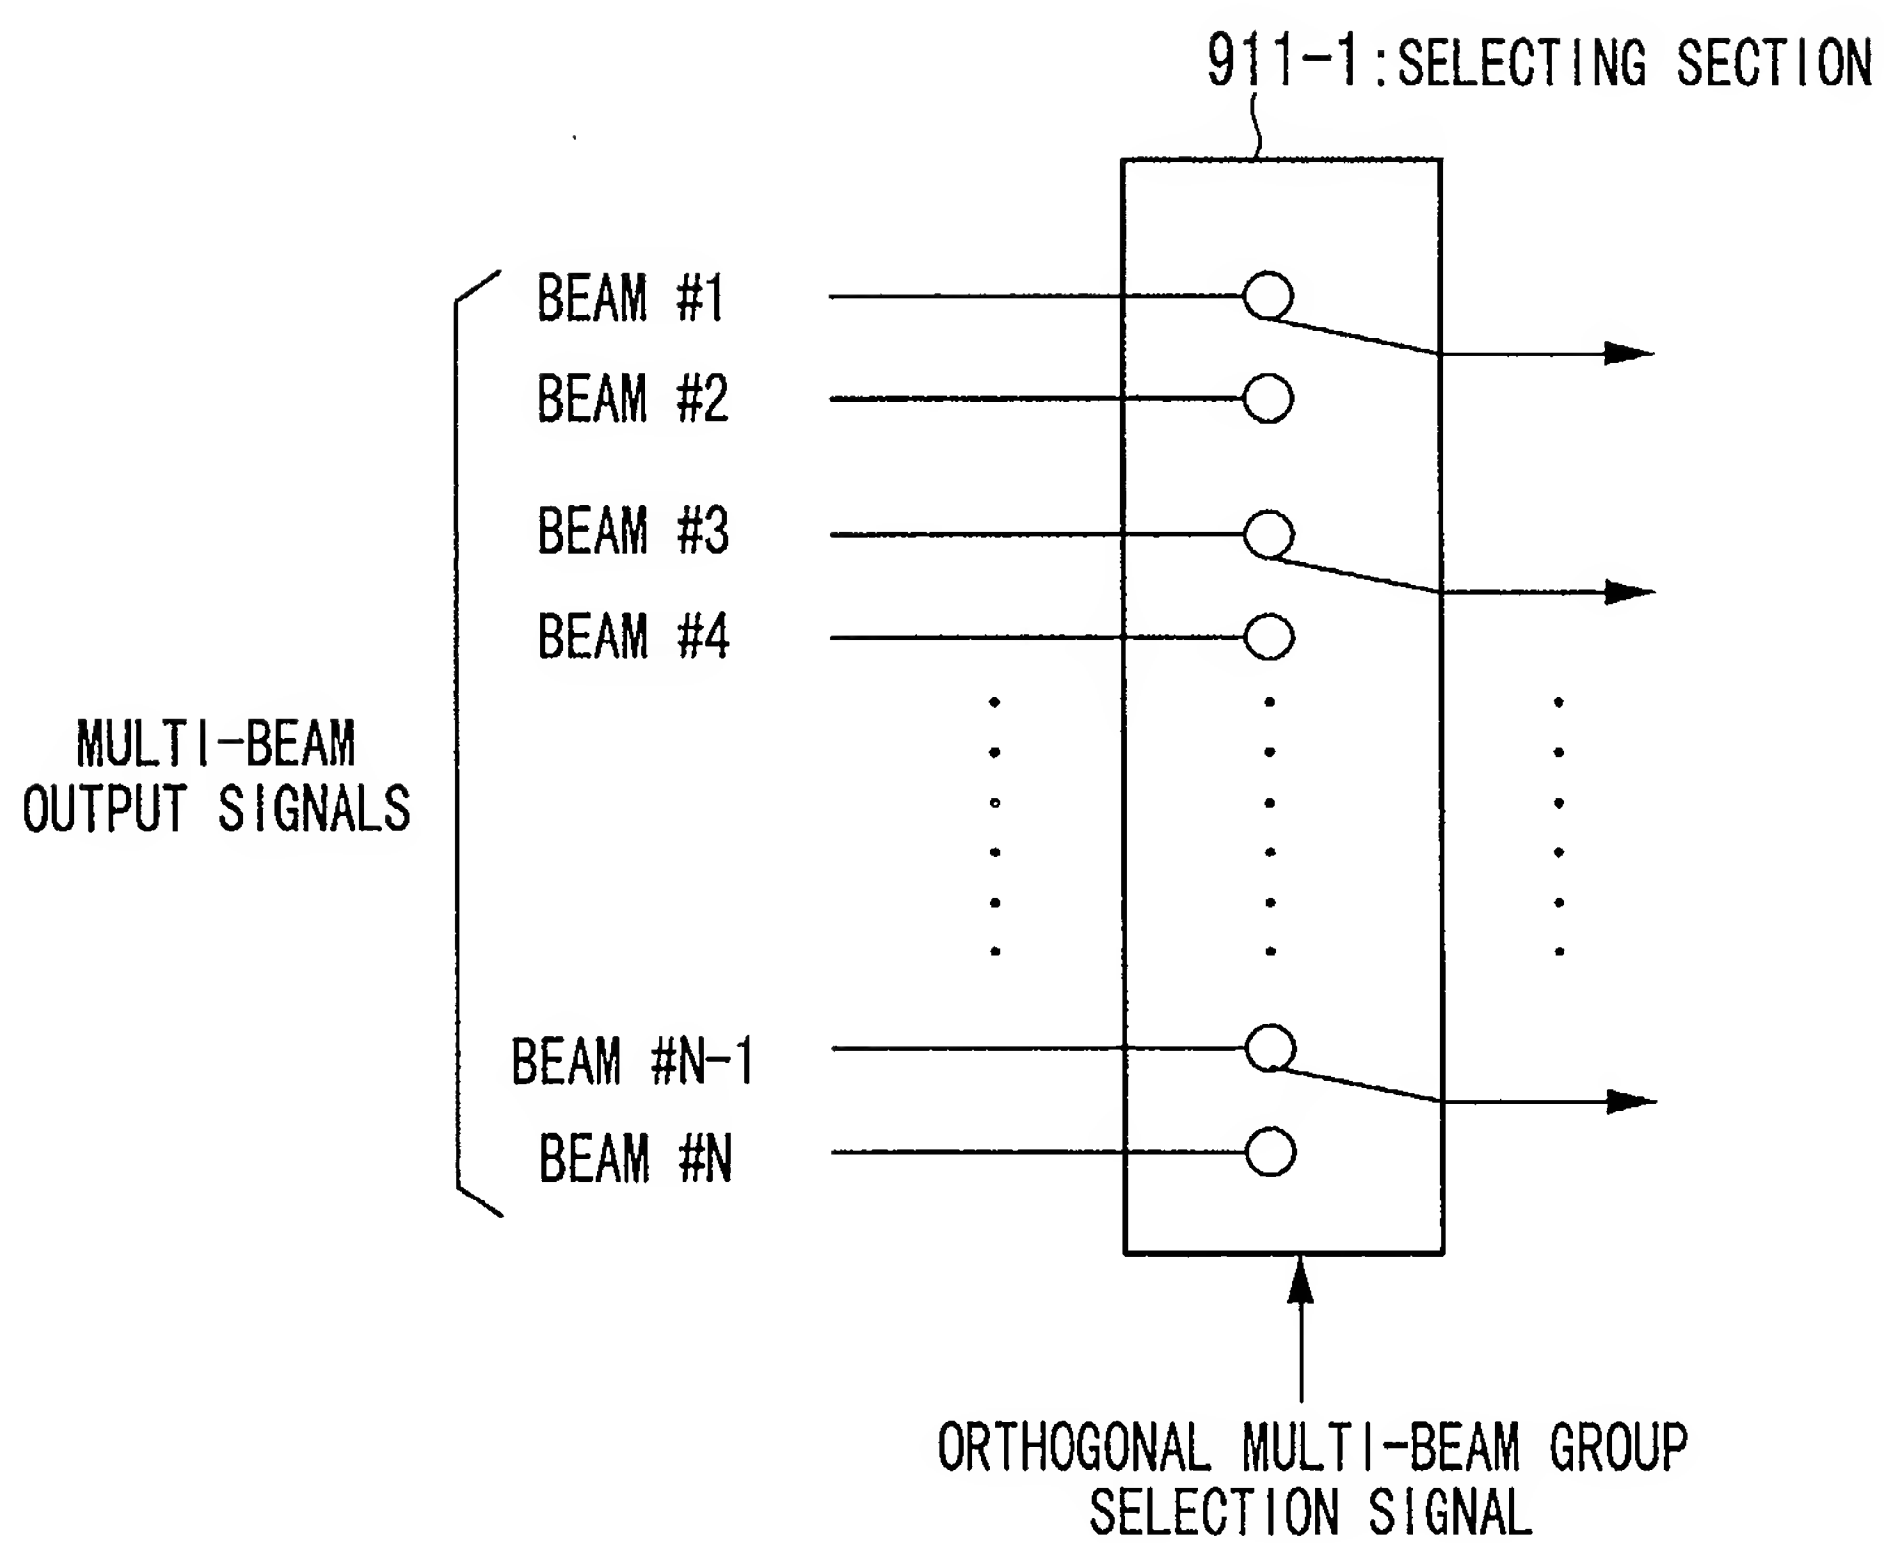 911-1:SELECTING SECTION
BEAM #1
BEAM #2
BEAM #3
BEAM #4
MULTI-BEAM
OUTPUT SIGNALS
BEAM #N-1
BEAM #N
ORTHOGONAL MULTI-BEAM GROUP
SELECTION SIGNAL